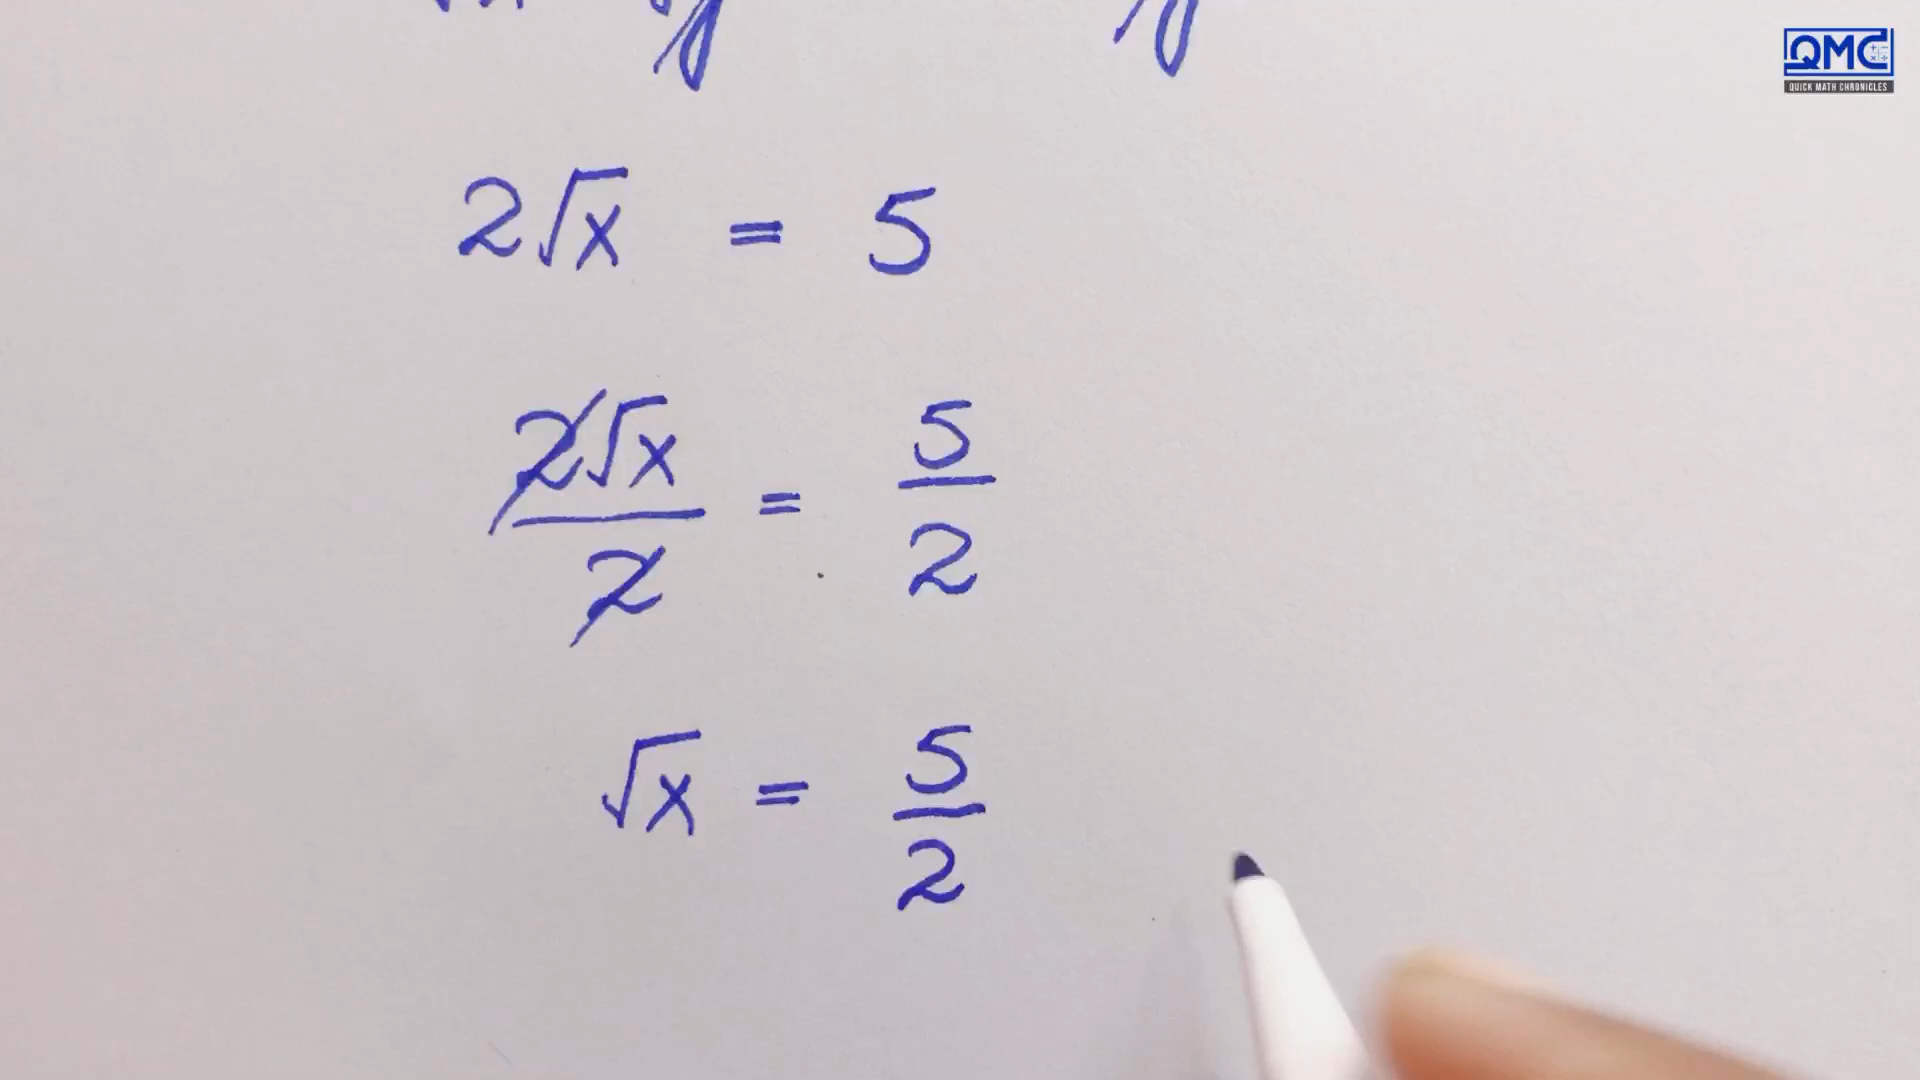 QMC
QUICK MATH CHRONICLES
2√x = 5
2√x/2 = 5/2
√x = 5/2